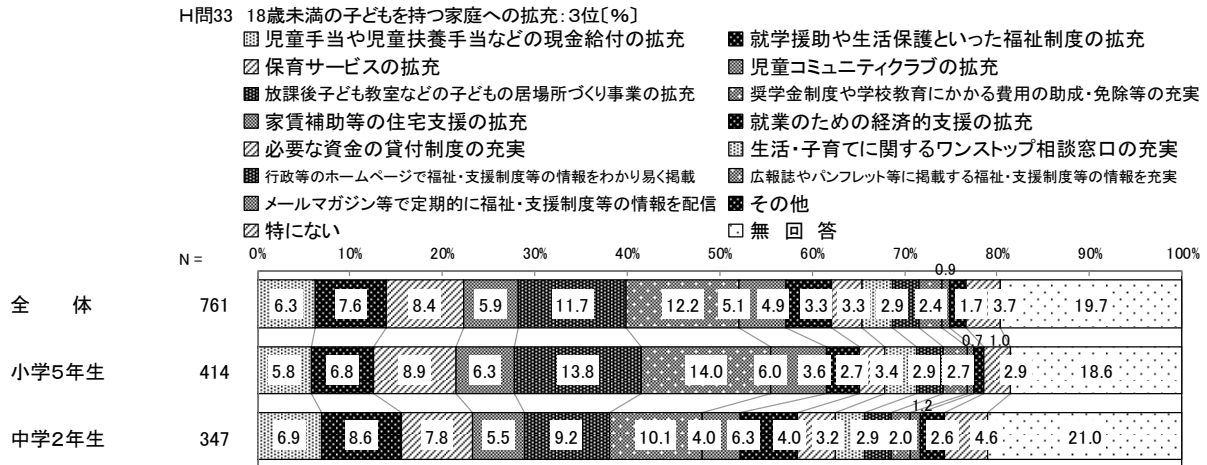 H問33 18歳未満の子どもを持つ家庭への拡充：3位〔％〕
児童手当や児童扶養手当などの現金給付の拡充 就学援助や生活保護といった福祉制度の拡充
保育サービスの拡充 児童コミュニティクラブの拡充
放課後子ども教室などの子どもの居場所づくり事業の拡充 奨学金制度や学校教育にかかる費用の助成・免除等の充実
家賃補助等の住宅支援の拡充 就業のための経済的支援の拡充
必要な資金の貸付制度の充実 生活・子育てに関するワンストップ相談窓口の充実
行政等のホームページで福祉・支援制度等の情報をわかり易く掲載 広報誌やパンフレット等に掲載する福祉・支援制度等の情報を充実
メールマガジン等で定期的に福祉・支援制度等の情報を配信 その他
特にない 無 回 答
N = 0% 10% 20% 30% 40% 50% 60% 70% 80% 90% 100%
0.9
全 体 761 6.3 7.6 8.4 5.9 11.7 12.2 5.1 4.9 3.3 3.3 2.9 2.4 1.7 3.7 19.7
0.7 1.0
小学5年生 414 5.8 6.8 8.9 6.3 13.8 14.0 6.0 3.6 2.7 3.4 2.9 2.7 2.9 18.6
1.2
中学2年生 347 6.9 8.6 7.8 5.5 9.2 10.1 4.0 6.3 4.0 3.2 2.9 2.0 2.6 4.6 21.0